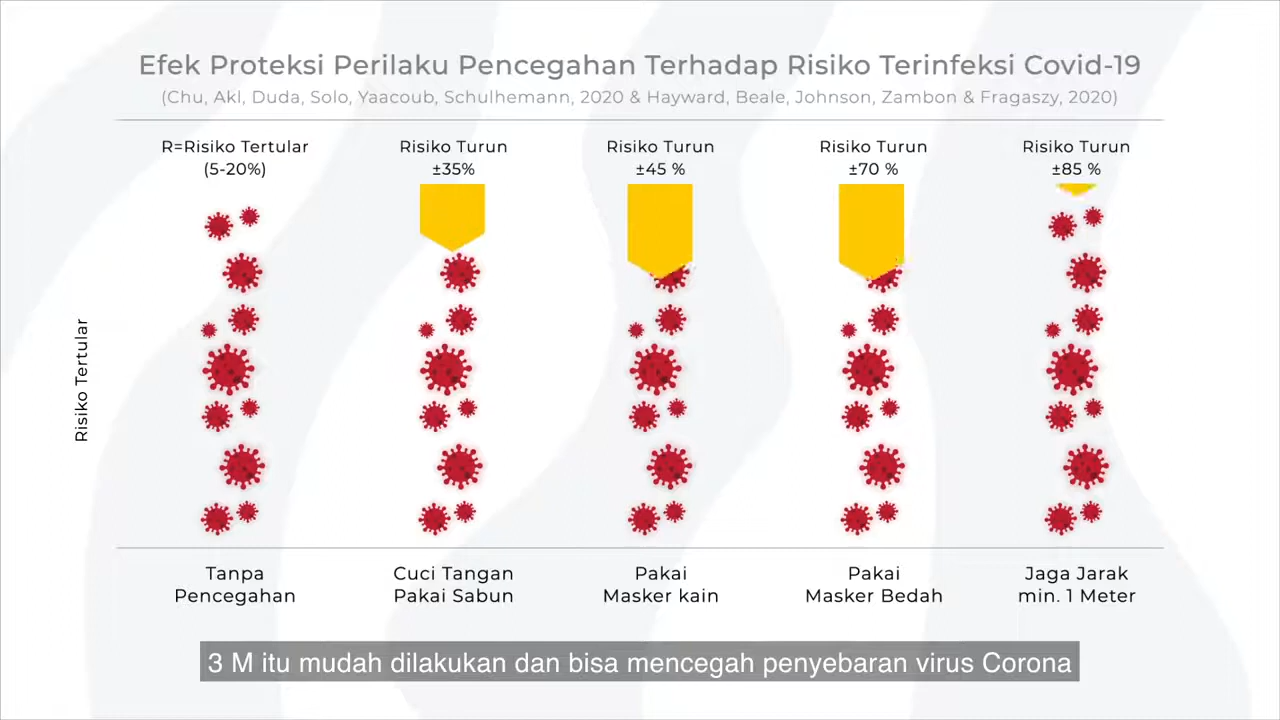 Efek Proteksi Perilaku Pencegahan Terhadap Risiko Terinfeksi Covid-19
(Chu, Akl, Duda, Solo, Yaacoub, Schulhemann, 2020 & Hayward, Beale, Johnson, Zambon & Fragaszy, 2020)
R=Risiko Tertular
(5-20%)
Risiko Turun
±35%
Risiko Turun
±45 %
Risiko Turun
±70 %
Risiko Turun
±85 %
Risiko Tertular
Tanpa
Pencegahan
Cuci Tangan
Pakai Sabun
Pakai
Masker kain
Pakai
Masker Bedah
Jaga Jarak
min. 1 Meter
3 M itu mudah dilakukan dan bisa mencegah penyebaran virus Corona